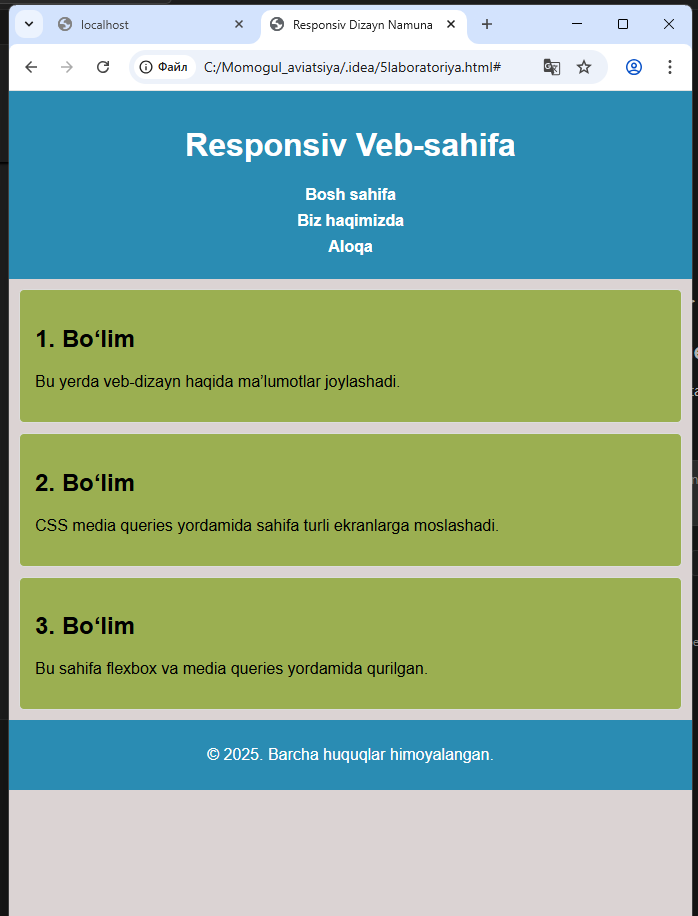 localhost
Responsiv Dizayn Namuna
Файл C:/Momogul_aviatsiya/.idea/5laboratoriya.html#
Responsiv Veb-sahifa
Bosh sahifa
Biz haqimizda
Aloqa
1. Bo‘lim
Bu yerda veb-dizayn haqida ma’lumotlar joylashadi.
2. Bo‘lim
CSS media queries yordamida sahifa turli ekranlarga moslashadi.
3. Bo‘lim
Bu sahifa flexbox va media queries yordamida qurilgan.
© 2025. Barcha huquqlar himoyalangan.